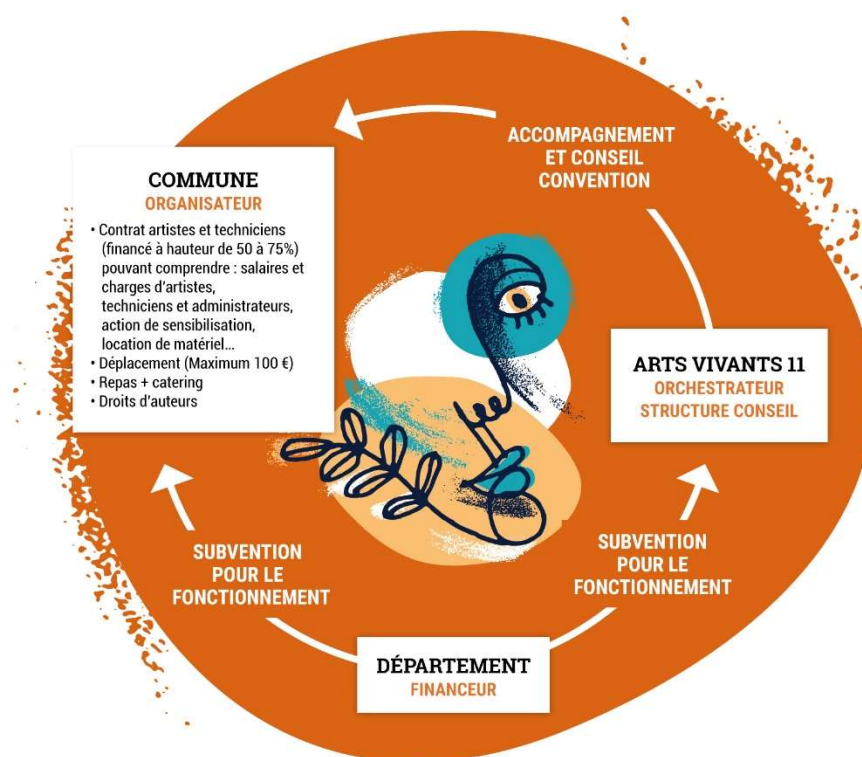 ACCOMPAGNEMENT
ET CONSEIL
CONVENTION
COMMUNE
ORGANISATEUR
• Contrat artistes et techniciens
(financé à hauteur de 50 à 75%)
pouvant comprendre : salaires et
charges d'artistes,
techniciens et administrateurs,
action de sensibilisation,
location de matériel...
• Déplacement (Maximum 100 €)
• Repas + catering
• Droits d'auteurs
ARTS VIVANTS 11
ORCHESTRATEUR
STRUCTURE CONSEIL
SUBVENTION
POUR LE
FONCTIONNEMENT
SUBVENTION
POUR LE
FONCTIONNEMENT
DÉPARTEMENT
FINANCEUR